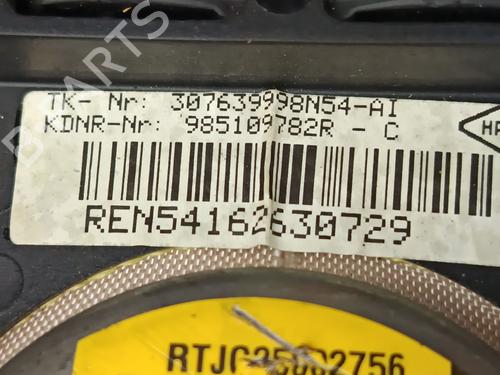 TK- Nr: 307639998N54-AI
KDNR-Nr: 985109782R - C
REN54162630729